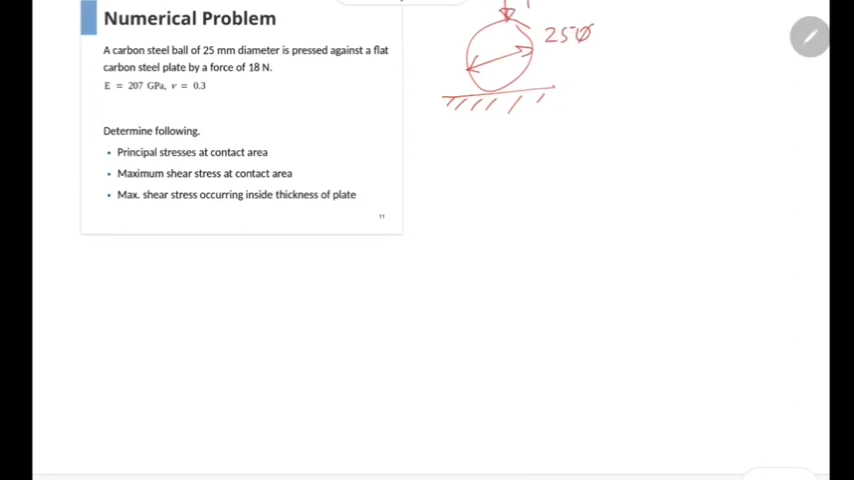 Numerical Problem
A carbon steel ball of 25 mm diameter is pressed against a flat
carbon steel plate by a force of 18 N.
E = 207 GPa, ν = 0.3
Determine following.
• Principal stresses at contact area
• Maximum shear stress at contact area
• Max. shear stress occurring inside thickness of plate
11
25Ø